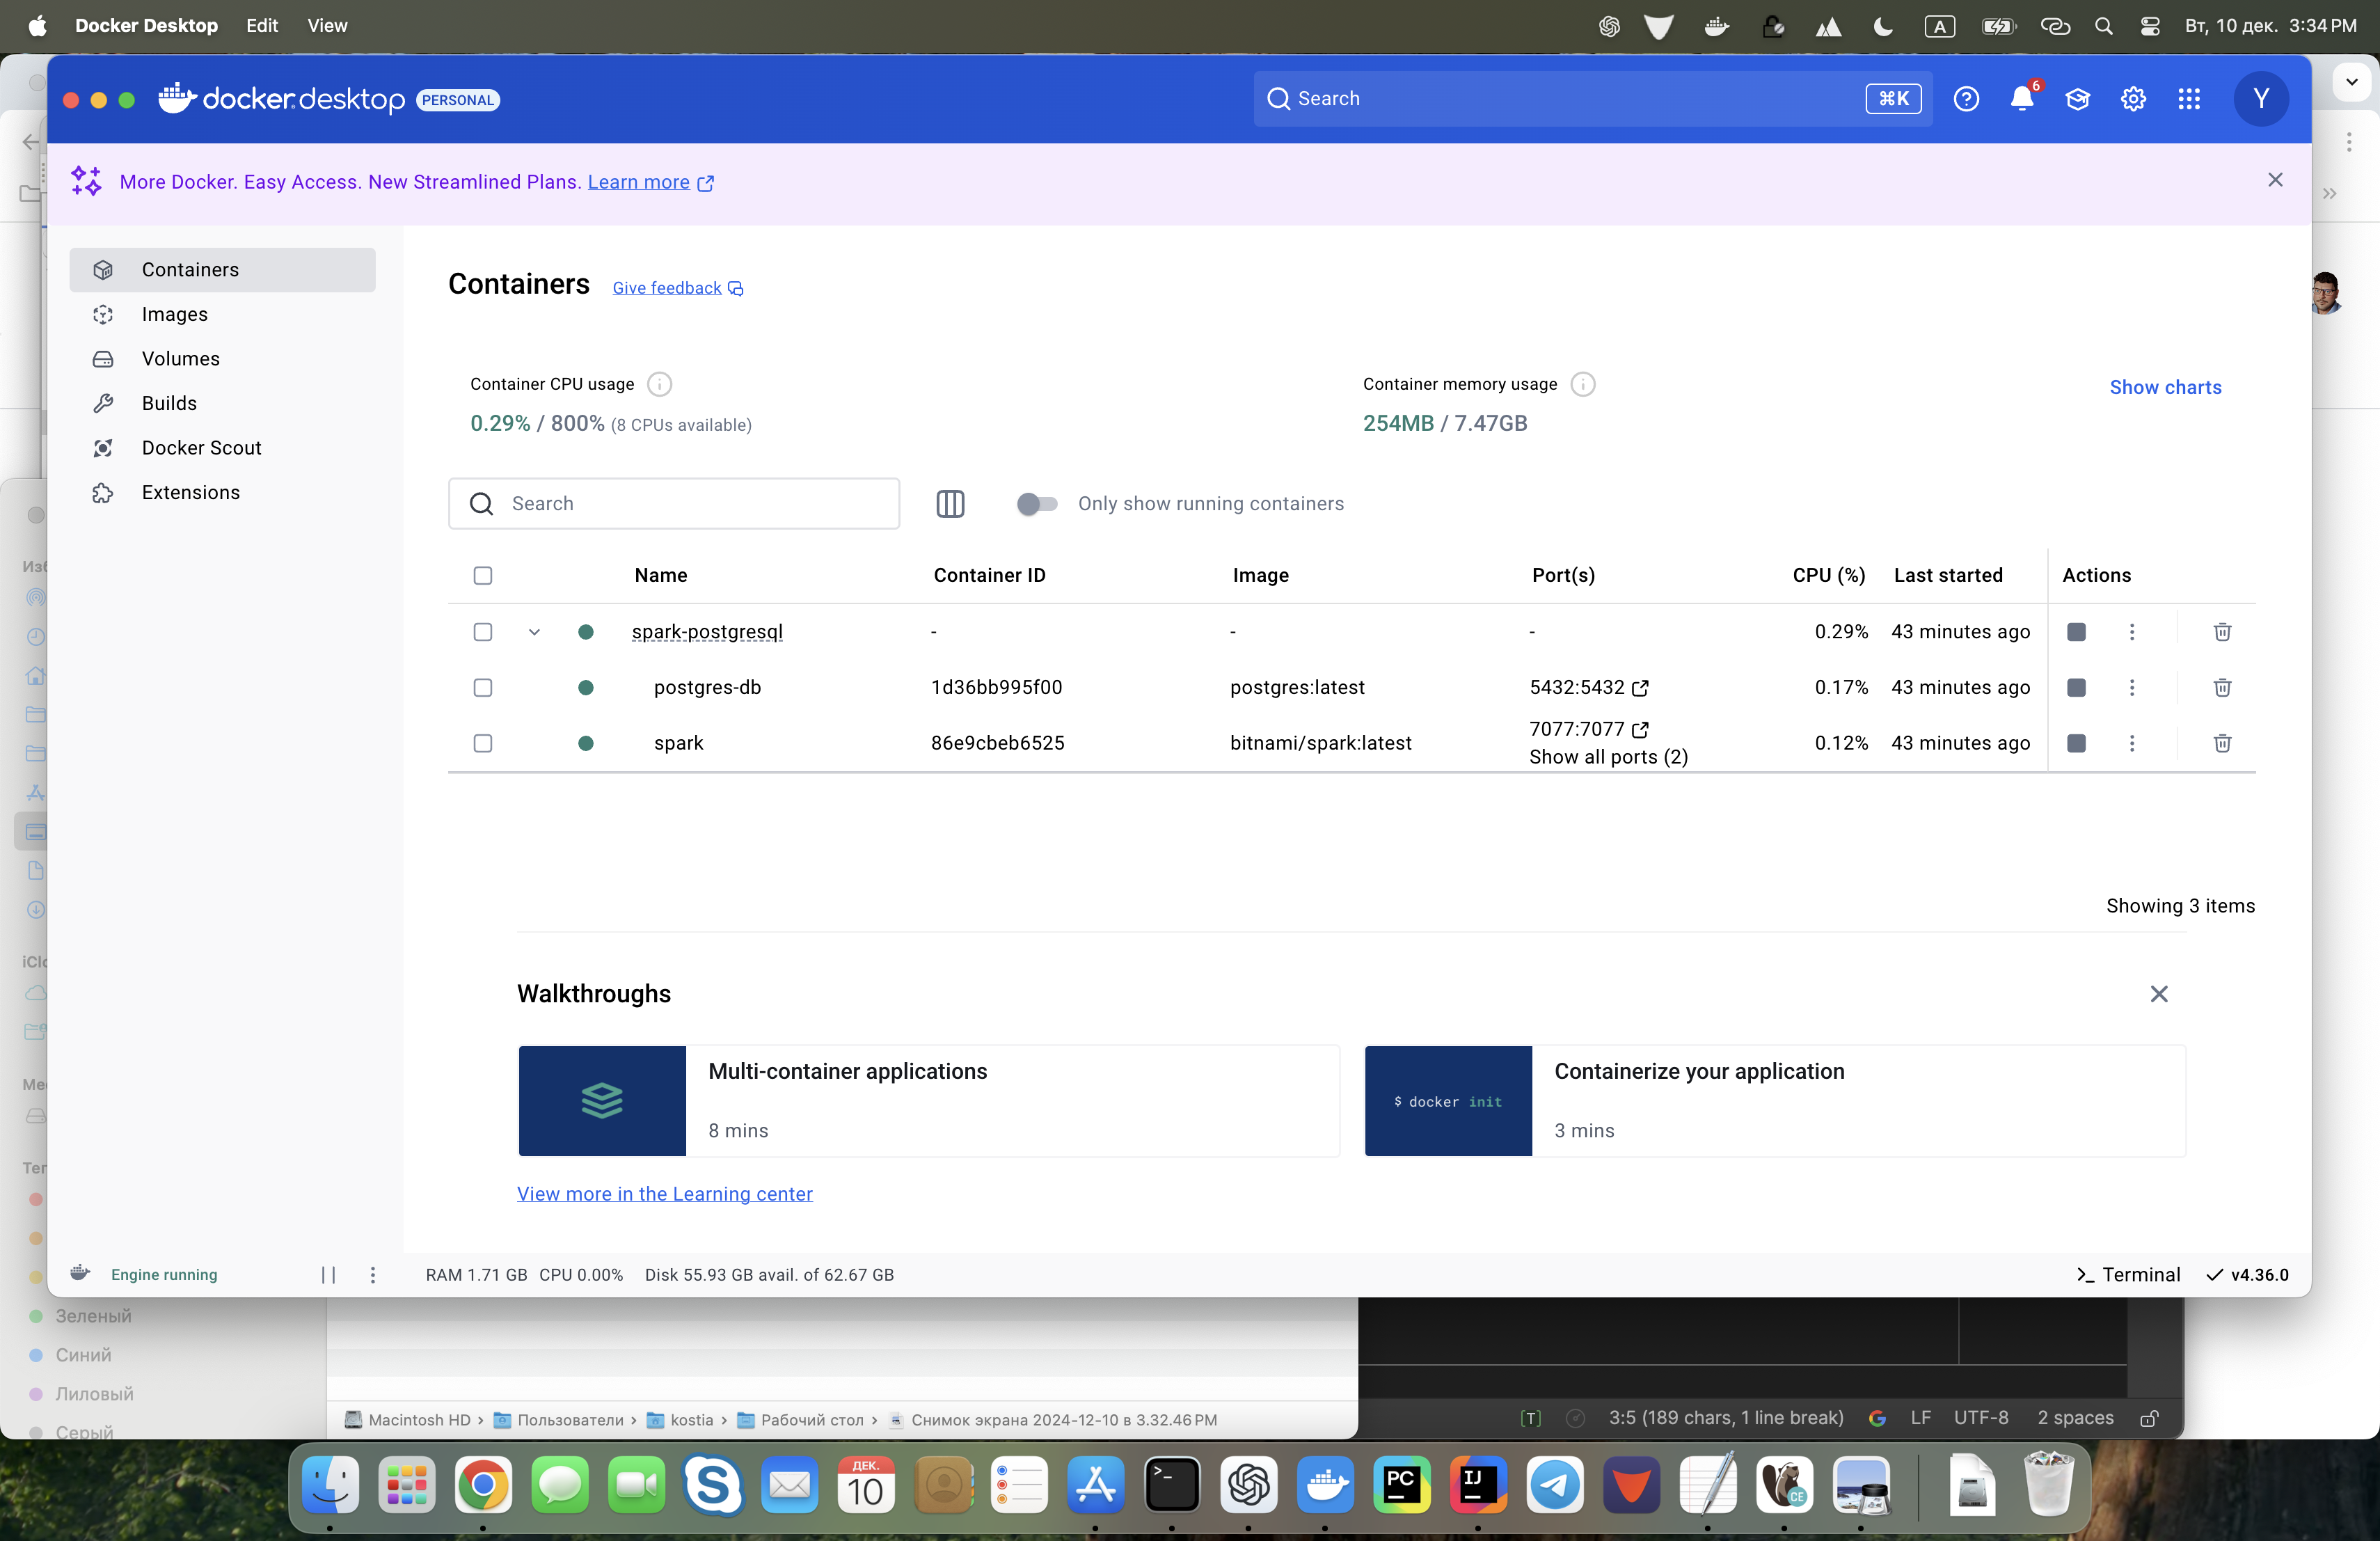 Docker Desktop Edit View
A
Вт, 10 дек. 3:34 PM
docker.desktop PERSONAL
Search ⌘K
6
Y
More Docker. Easy Access. New Streamlined Plans. Learn more
Containers
Images
Volumes
Builds
Docker Scout
Extensions
Containers Give feedback
Container CPU usage
0.29% / 800% (8 CPUs available)
Container memory usage
254MB / 7.47GB
Show charts
Search
Only show running containers
Name Container ID Image Port(s) CPU (%) Last started Actions
spark-postgresql - - - 0.29% 43 minutes ago
postgres-db 1d36bb995f00 postgres:latest 5432:5432 0.17% 43 minutes ago
spark 86e9cbeb6525 bitnami/spark:latest 7077:7077 0.12% 43 minutes ago
Show all ports (2)
Showing 3 items
Walkthroughs
Multi-container applications
8 mins
$ docker init
Containerize your application
3 mins
View more in the Learning center
Engine running
RAM 1.71 GB CPU 0.00% Disk 55.93 GB avail. of 62.67 GB
Terminal v4.36.0
Зеленый
Синий
Лиловый
Серый
Macintosh HD › Пользователи › kostia › Рабочий стол › Снимок экрана 2024-12-10 в 3.32.46 PM
[T] 3:5 (189 chars, 1 line break) G LF UTF-8 2 spaces
ДЕК.
10
S
>_
PC
IJ
CE